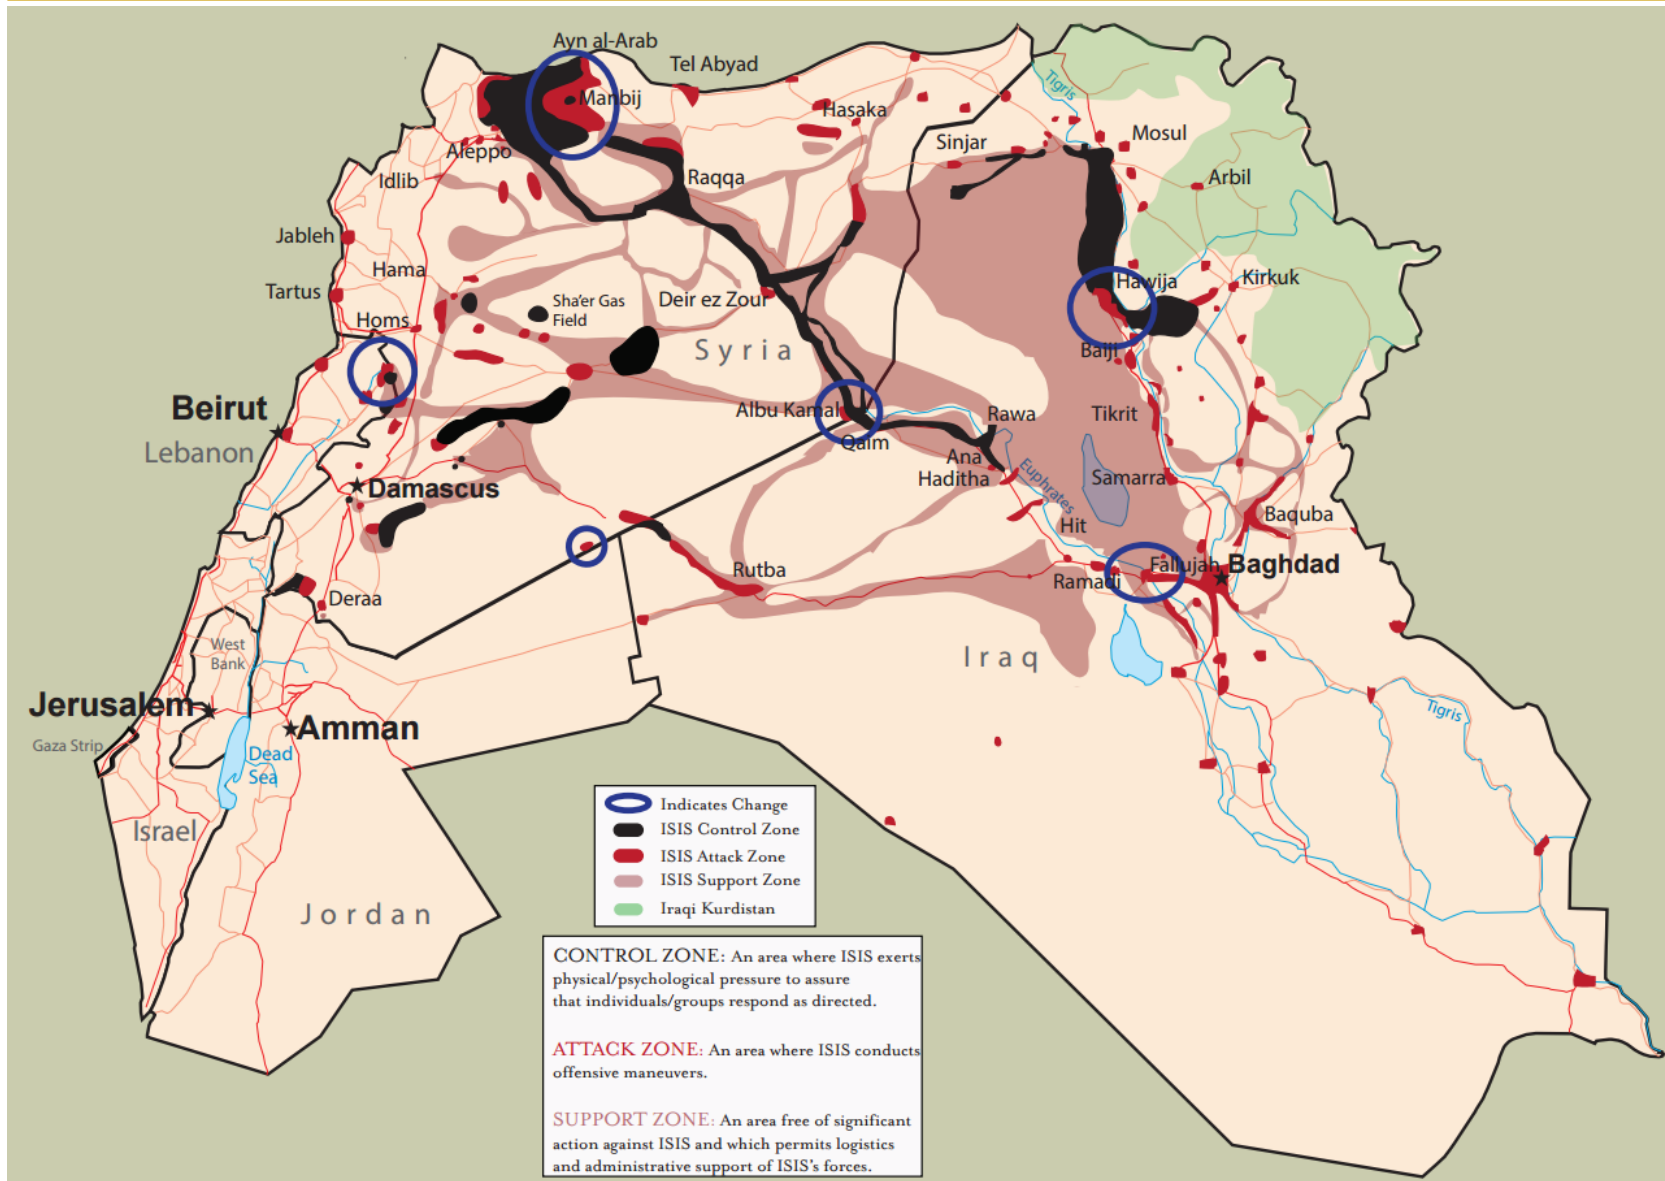 Ayn al-Arab
Tel Abyad
Manbij
Hasaka
Tigris
Sinjar
Mosul
Aleppo
Idlib
Raqqa
Arbil
Jableh
Hama
Tartus
Homs
Sha'er Gas
Field
Deir ez Zour
Hawija
Kirkuk
Syria
Baiji
Beirut
Lebanon
Albu Kamal
Qaim
Rawa
Tikrit
Ana
Haditha
Euphrates
Samarra
Damascus
Hit
Baquba
Rutba
Ramadi
Fallujah
Baghdad
Deraa
West
Bank
Iraq
Jerusalem
Amman
Gaza Strip
Dead
Sea
Tigris
Israel
Jordan
Indicates Change
ISIS Control Zone
ISIS Attack Zone
ISIS Support Zone
Iraqi Kurdistan
CONTROL ZONE: An area where ISIS exerts
physical/psychological pressure to assure
that individuals/groups respond as directed.
ATTACK ZONE: An area where ISIS conducts
offensive maneuvers.
SUPPORT ZONE: An area free of significant
action against ISIS and which permits logistics
and administrative support of ISIS's forces.